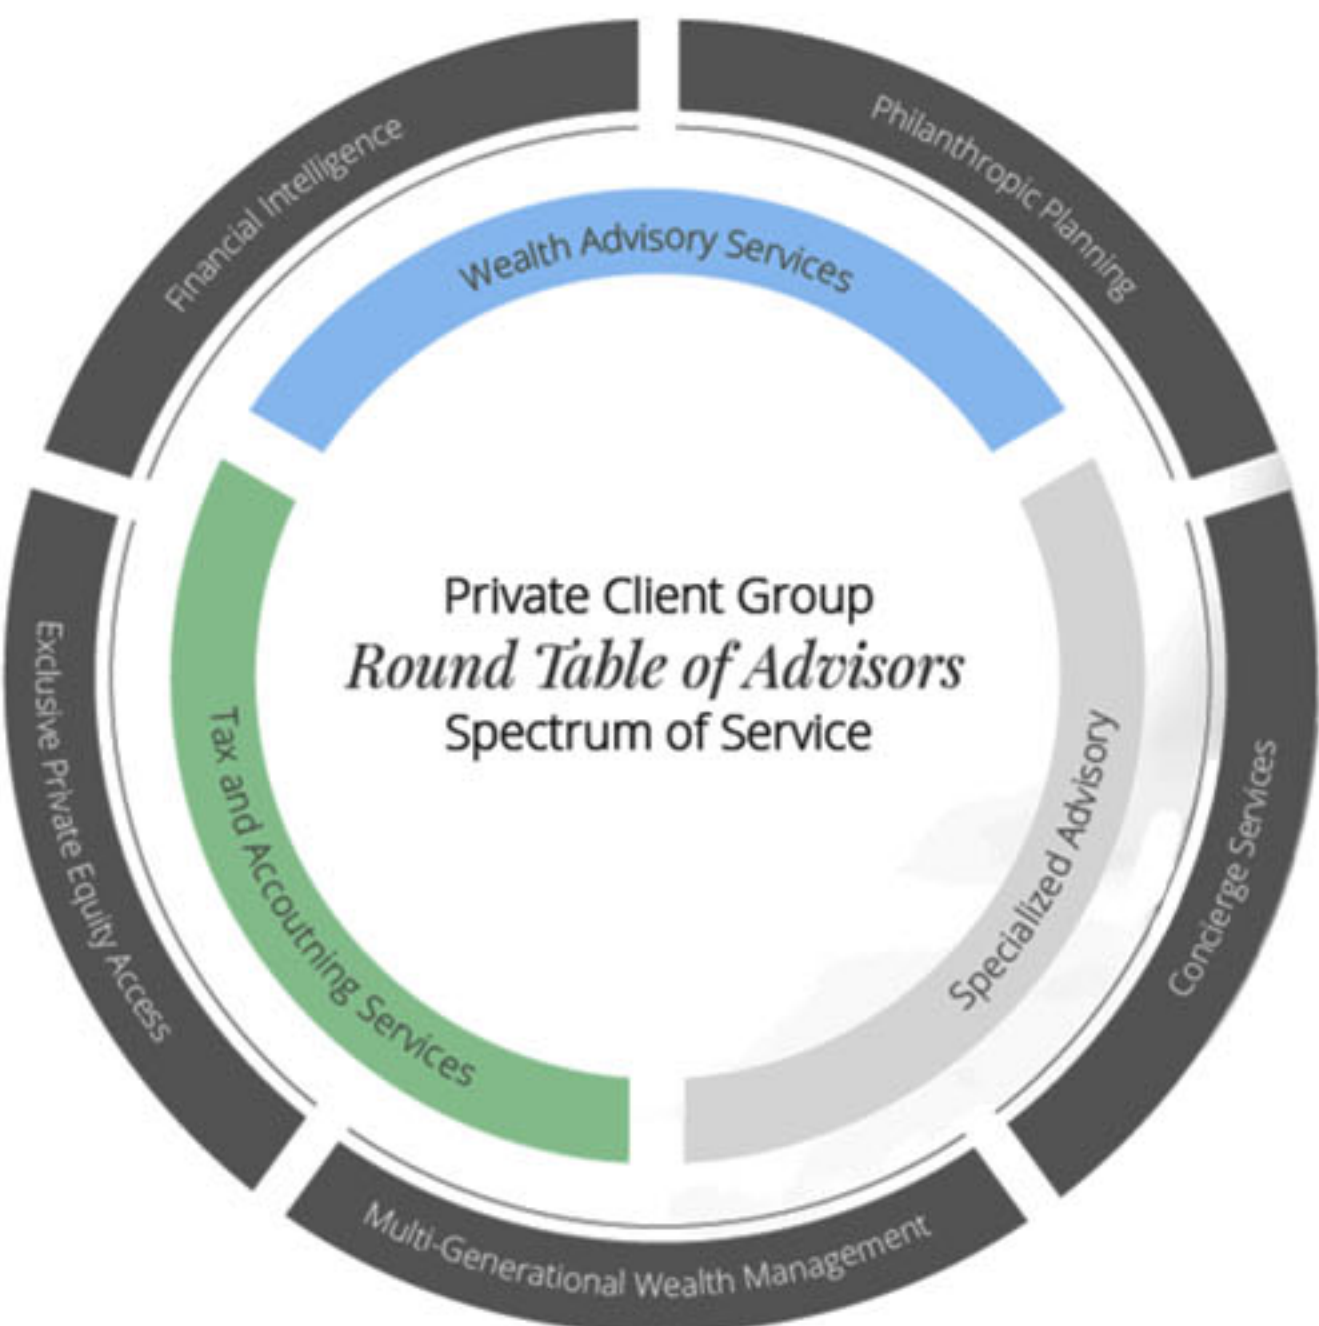 Financial Intelligence
Philanthropic Planning
Wealth Advisory Services
Private Client Group
Round Table of Advisors
Spectrum of Service
Exclusive Private Equity Access
Tax and Accoutning Services
Specialized Advisory
Concierge Services
Multi-Generational Wealth Management